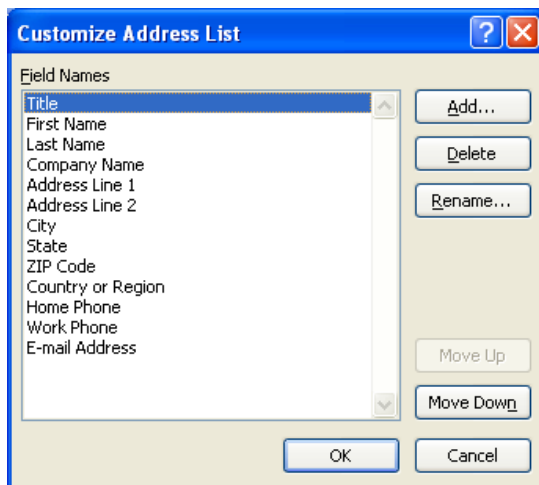 Customize Address List
Field Names
Title
First Name
Last Name
Company Name
Address Line 1
Address Line 2
City
State
ZIP Code
Country or Region
Home Phone
Work Phone
E-mail Address
Add...
Delete
Rename...
Move Up
Move Down
OK
Cancel